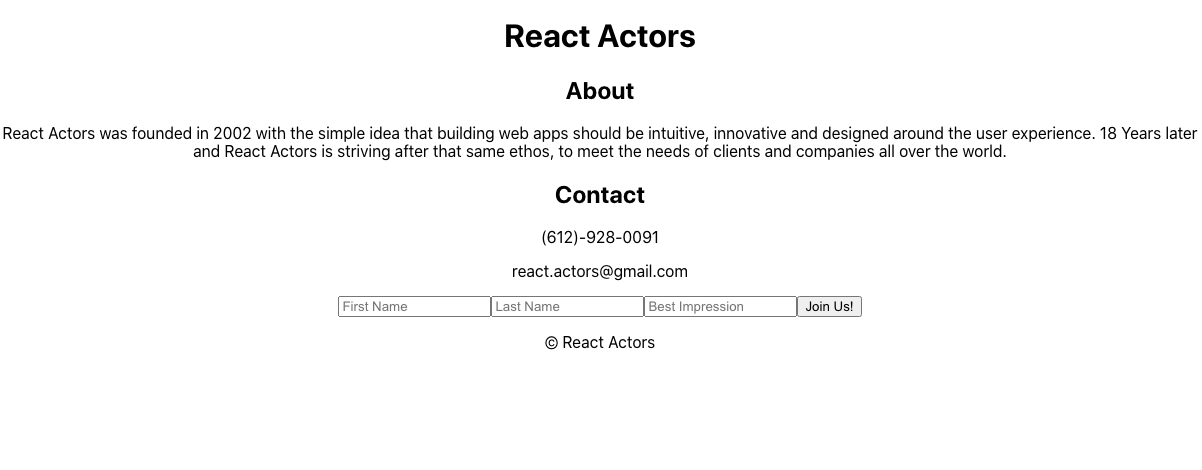 React Actors
About
React Actors was founded in 2002 with the simple idea that building web apps should be intuitive, innovative and designed around the user experience. 18 Years later
and React Actors is striving after that same ethos, to meet the needs of clients and companies all over the world.
Contact
(612)-928-0091
react.actors@gmail.com
First Name Last Name Best Impression Join Us!
© React Actors